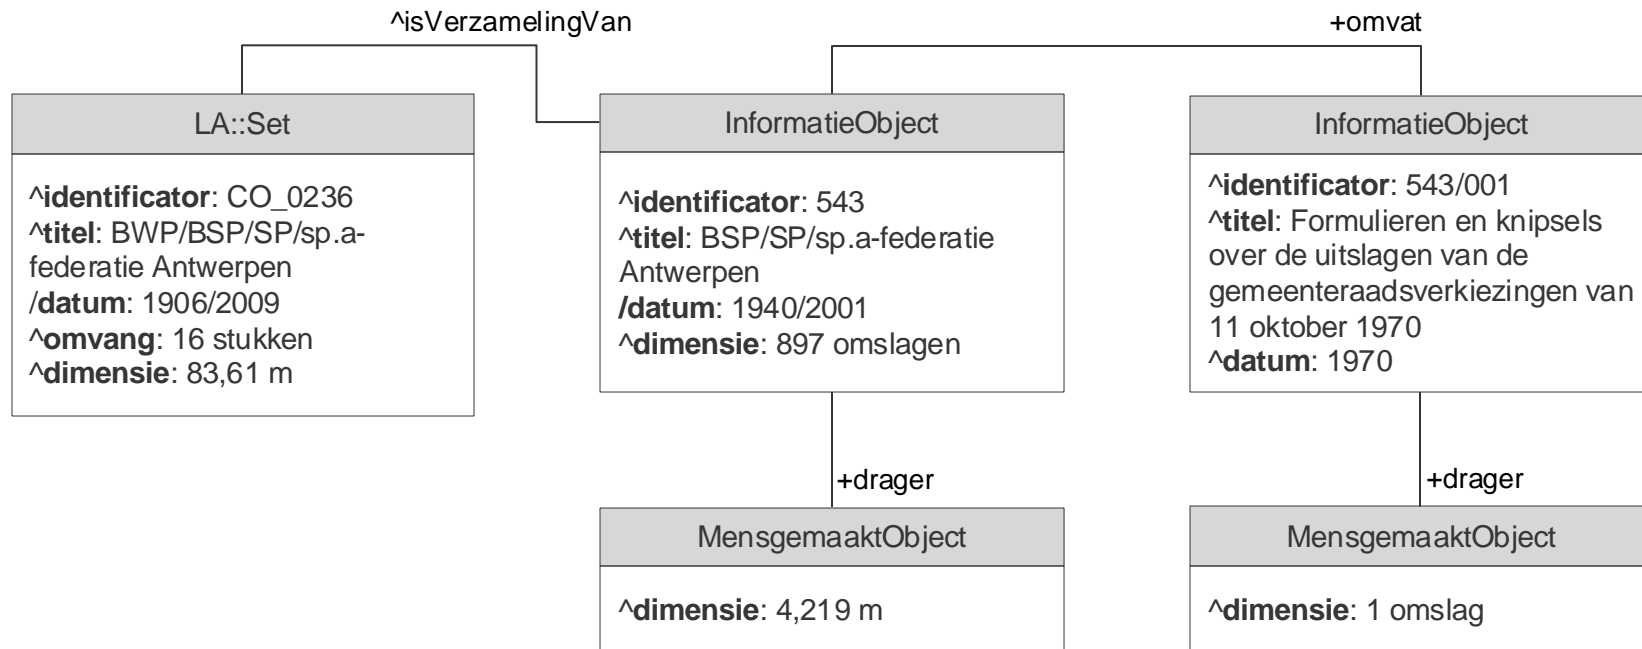 ^isVerzamelingVan
+omvat
LA::Set
^identificator: CO_0236
^titel: BWP/BSP/SP/sp.a-
federatie Antwerpen
/datum: 1906/2009
^omvang: 16 stukken
^dimensie: 83,61 m
InformatieObject
^identificator: 543
^titel: BSP/SP/sp.a-federatie
Antwerpen
/datum: 1940/2001
^dimensie: 897 omslagen
InformatieObject
^identificator: 543/001
^titel: Formulieren en knipsels
over de uitslagen van de
gemeenteraadsverkiezingen van
11 oktober 1970
^datum: 1970
+drager
MensgemaaktObject
^dimensie: 4,219 m
+drager
MensgemaaktObject
^dimensie: 1 omslag